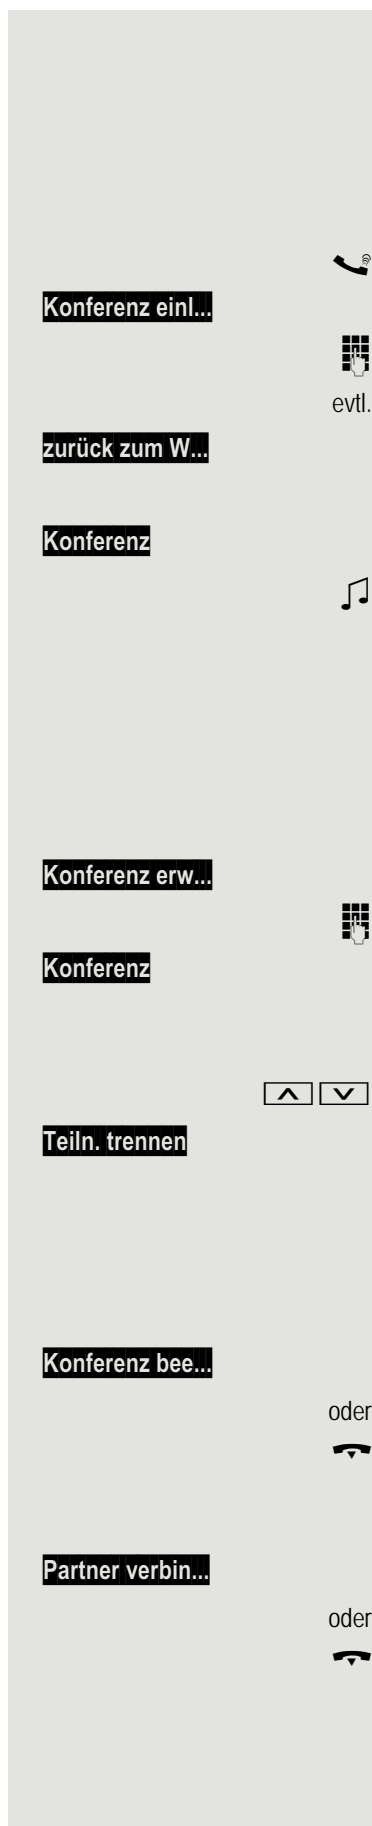 Konferenz einl...
evtl.
zurück zum W...
Konferenz
Konferenz erw...
Konferenz
Teiln. trennen
Konferenz bee...
oder
Partner verbin...
oder